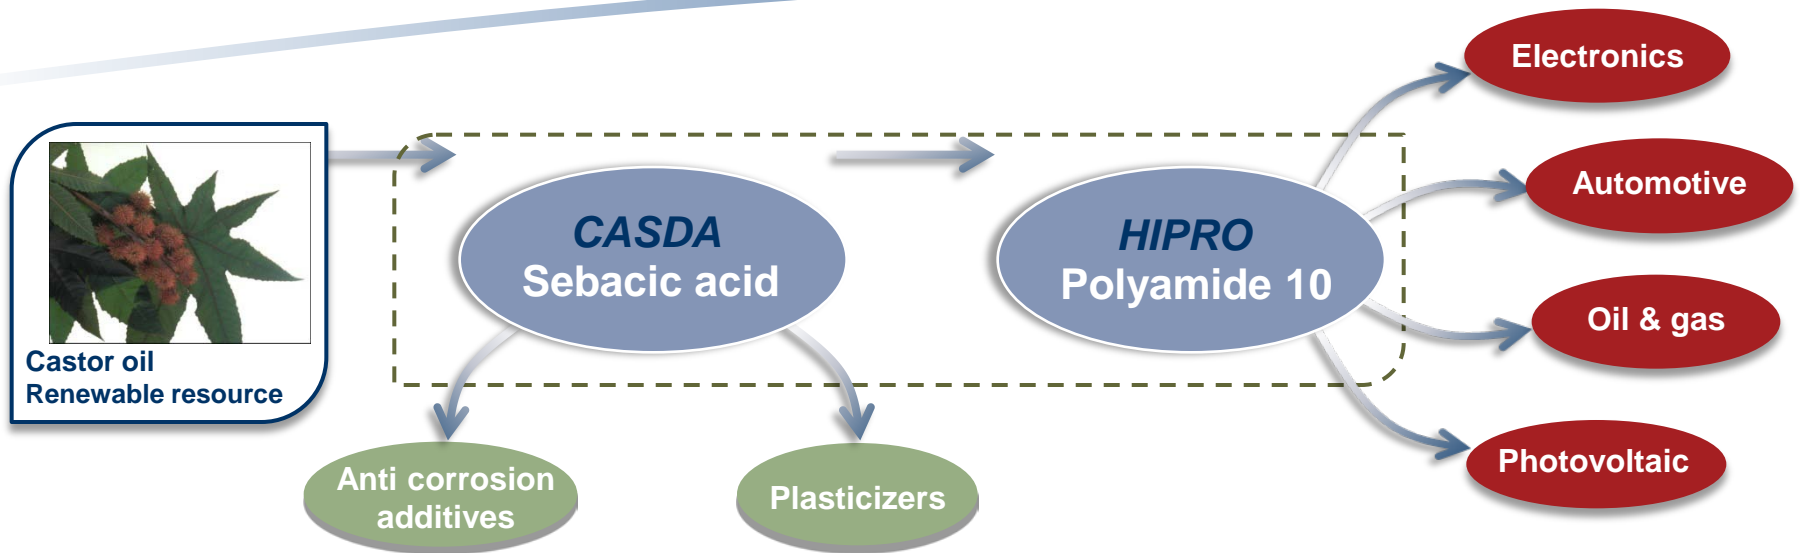 Castor oil
Renewable resource
CASDA
Sebacic acid
HIPRO
Polyamide 10
Anti corrosion
additives
Plasticizers
Electronics
Automotive
Oil & gas
Photovoltaic